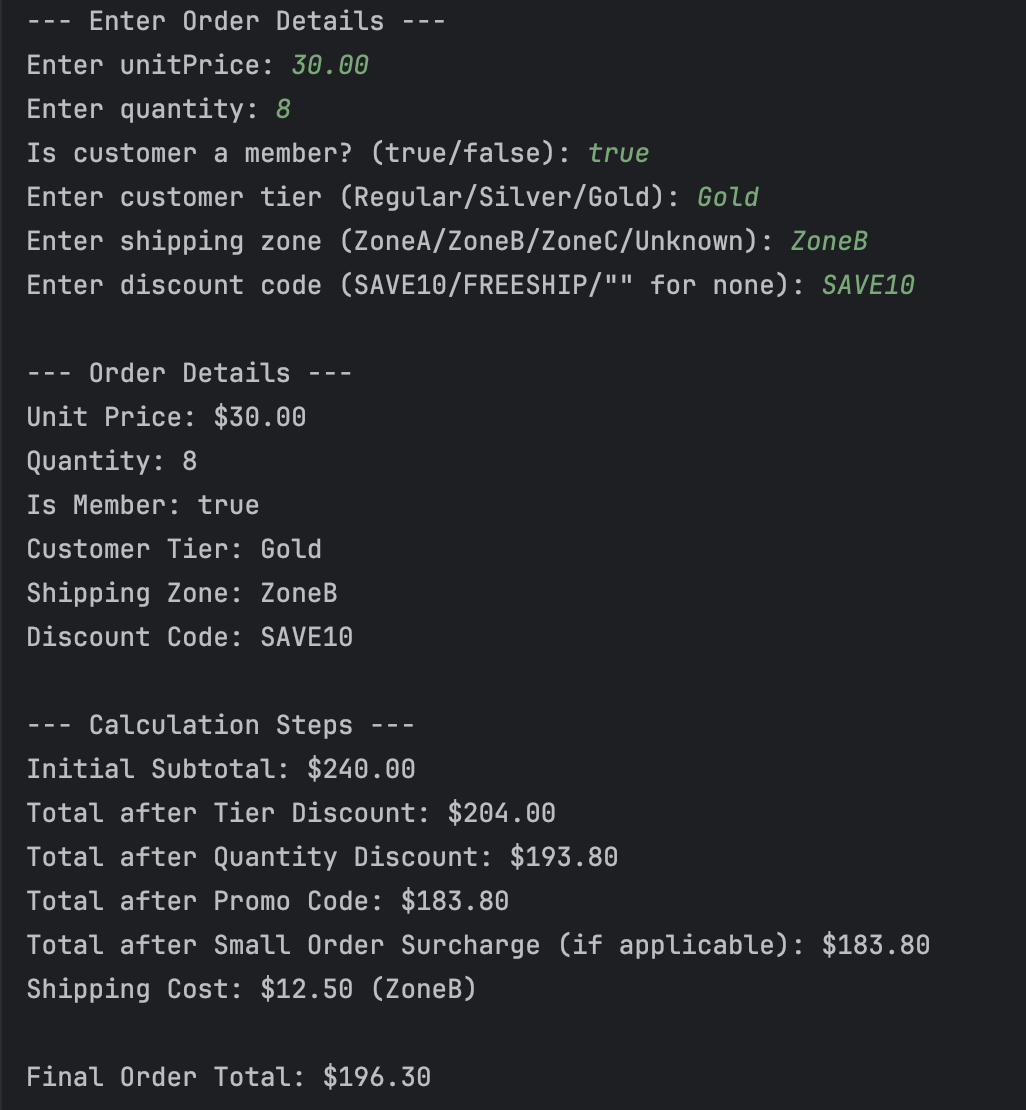 --- Enter Order Details ---
Enter unitPrice: 30.00
Enter quantity: 8
Is customer a member? (true/false): true
Enter customer tier (Regular/Silver/Gold): Gold
Enter shipping zone (ZoneA/ZoneB/ZoneC/Unknown): ZoneB
Enter discount code (SAVE10/FREESHIP/"" for none): SAVE10
--- Order Details ---
Unit Price: $30.00
Quantity: 8
Is Member: true
Customer Tier: Gold
Shipping Zone: ZoneB
Discount Code: SAVE10
--- Calculation Steps ---
Initial Subtotal: $240.00
Total after Tier Discount: $204.00
Total after Quantity Discount: $193.80
Total after Promo Code: $183.80
Total after Small Order Surcharge (if applicable): $183.80
Shipping Cost: $12.50 (ZoneB)
Final Order Total: $196.30